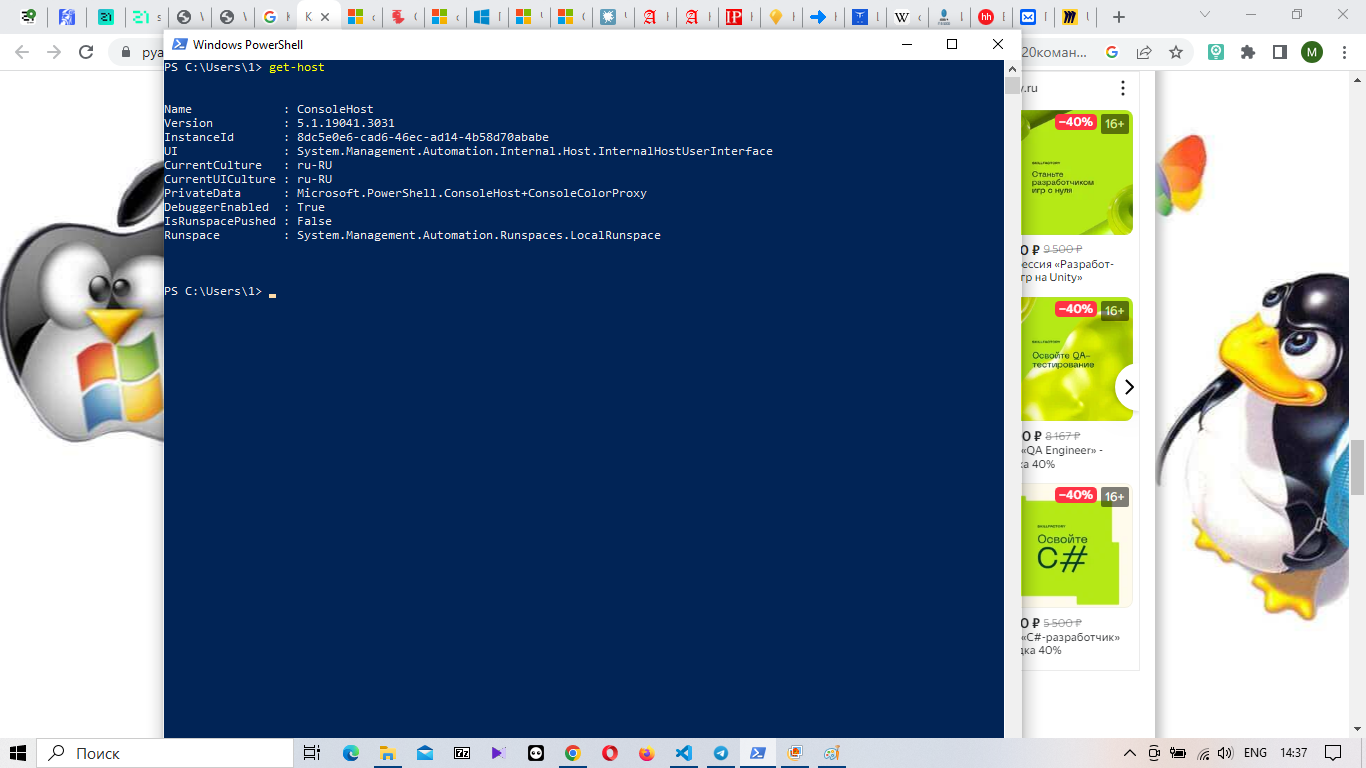 Windows PowerShell
PS C:\Users\1> get-host
Name : ConsoleHost
Version : 5.1.19041.3031
InstanceId : 8dc5e0e6-cad6-46ec-ad14-4b58d70ababe
UI : System.Management.Automation.Internal.Host.InternalHostUserInterface
CurrentCulture : ru-RU
CurrentUICulture : ru-RU
PrivateData : Microsoft.PowerShell.ConsoleHost+ConsoleColorProxy
DebuggerEnabled : True
IsRunspacePushed : False
Runspace : System.Management.Automation.Runspaces.LocalRunspace
PS C:\Users\1>
20коман...
M
.ru
−40% 16+
SKILLFACTORY
Станьте
разработчиком
игр с нуля
0 ₽ 9 500 ₽
ессия «Разработ-
гр на Unity»
−40% 16+
SKILLFACTORY
Освойте QA-
тестирование
0 ₽ 8 167 ₽
«QA Engineer» -
ка 40%
−40% 16+
SKILLFACTORY
Освойте
C#
0 ₽ 5 500 ₽
«C#-разработчик»
дка 40%
Поиск
ENG 14:37